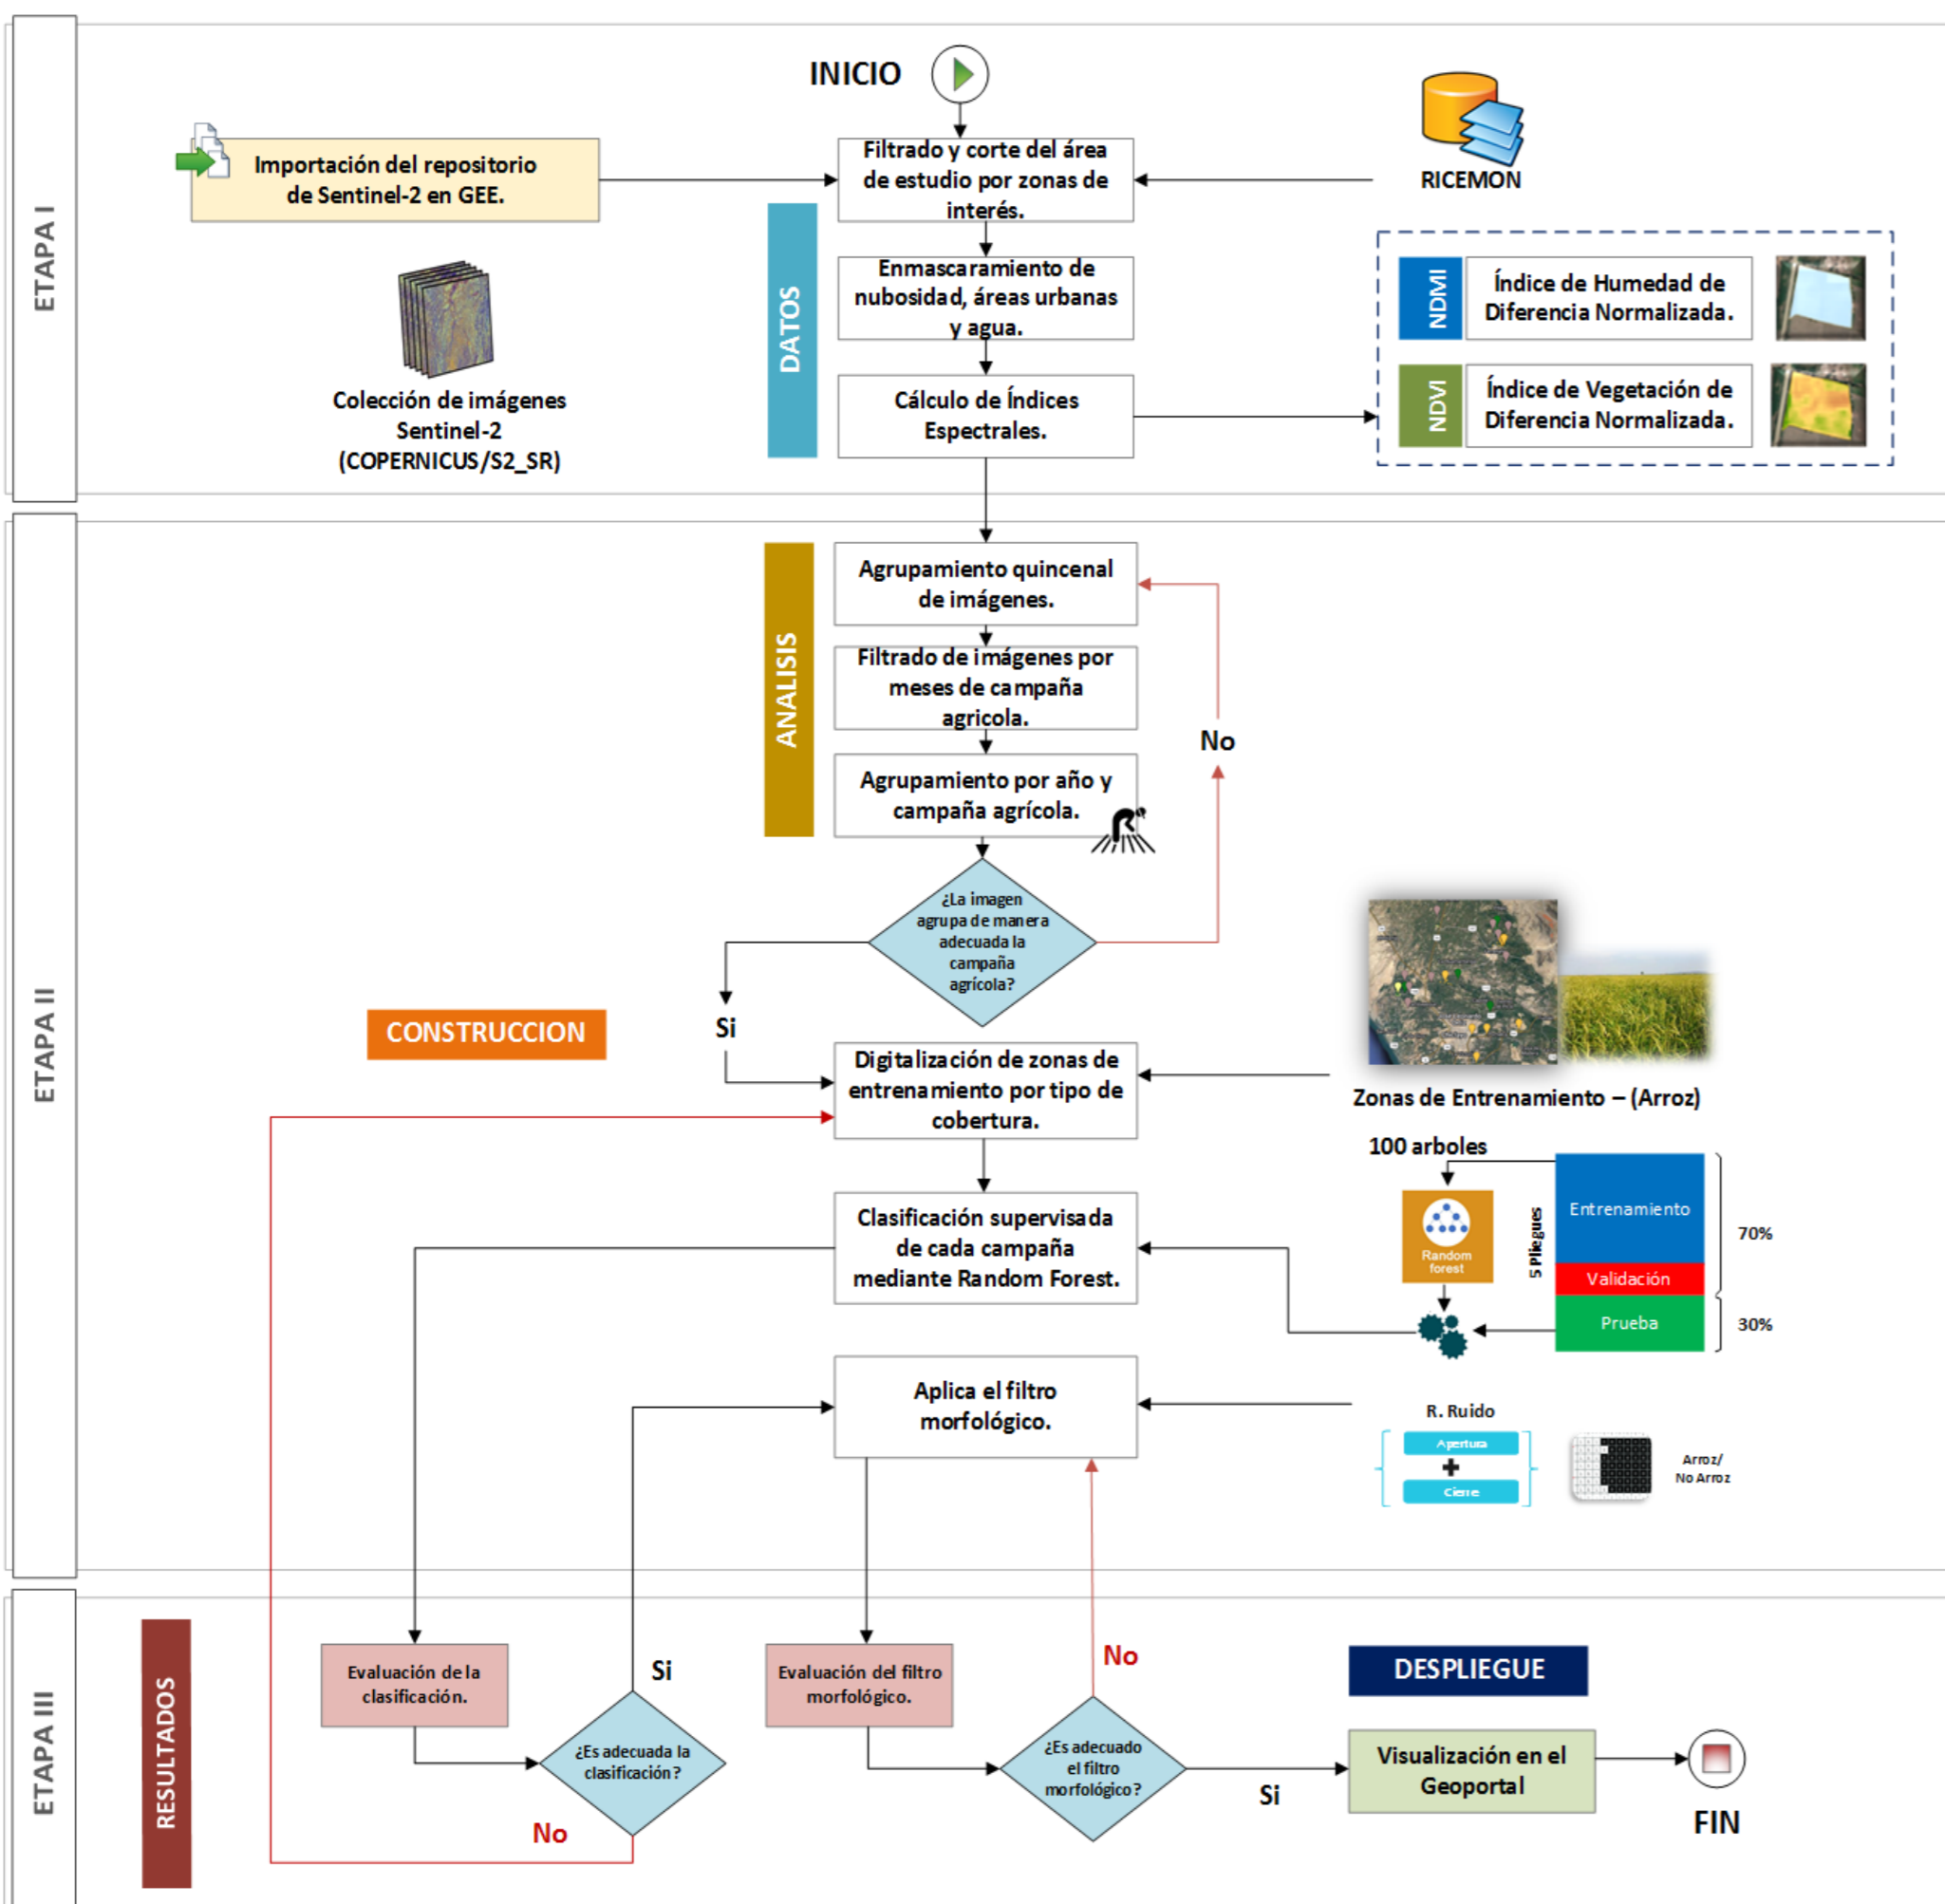 ETAPA I
INICIO
Importación del repositorio
de Sentinel-2 en GEE.
Filtrado y corte del área
de estudio por zonas de
interés.
RICEMON
DATOS
Enmascaramiento de
nubosidad, áreas urbanas
y agua.
Cálculo de Índices
Espectrales.
Colección de imágenes
Sentinel-2
(COPERNICUS/S2_SR)
NDMI
Índice de Humedad de
Diferencia Normalizada.
NDVI
Índice de Vegetación de
Diferencia Normalizada.
ETAPA II
ANALISIS
Agrupamiento quincenal
de imágenes.
Filtrado de imágenes por
meses de campaña
agricola.
Agrupamiento por año y
campaña agrícola.
No
¿La imagen
agrupa de manera
adecuada la
campaña
agrícola?
Si
CONSTRUCCION
Digitalización de zonas de
entrenamiento por tipo de
cobertura.
Zonas de Entrenamiento – (Arroz)
100 arboles
Random
forest
5 Pliegues
Entrenamiento
Validación
Prueba
70%
30%
Clasificación supervisada
de cada campaña
mediante Random Forest.
Aplica el filtro
morfológico.
R. Ruido
Apertura
+
Cierre
Arroz/
No Arroz
ETAPA III
RESULTADOS
Evaluación de la
clasificación.
Si
¿Es adecuada la
clasificación?
No
Evaluación del filtro
morfológico.
No
¿Es adecuado
el filtro
morfológico?
Si
DESPLIEGUE
Visualización en el
Geoportal
FIN